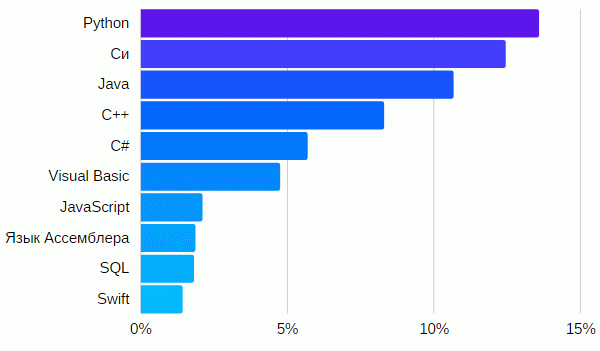 Python
Си
Java
C++
C#
Visual Basic
JavaScript
Язык Ассемблера
SQL
Swift
0% 5% 10% 15%